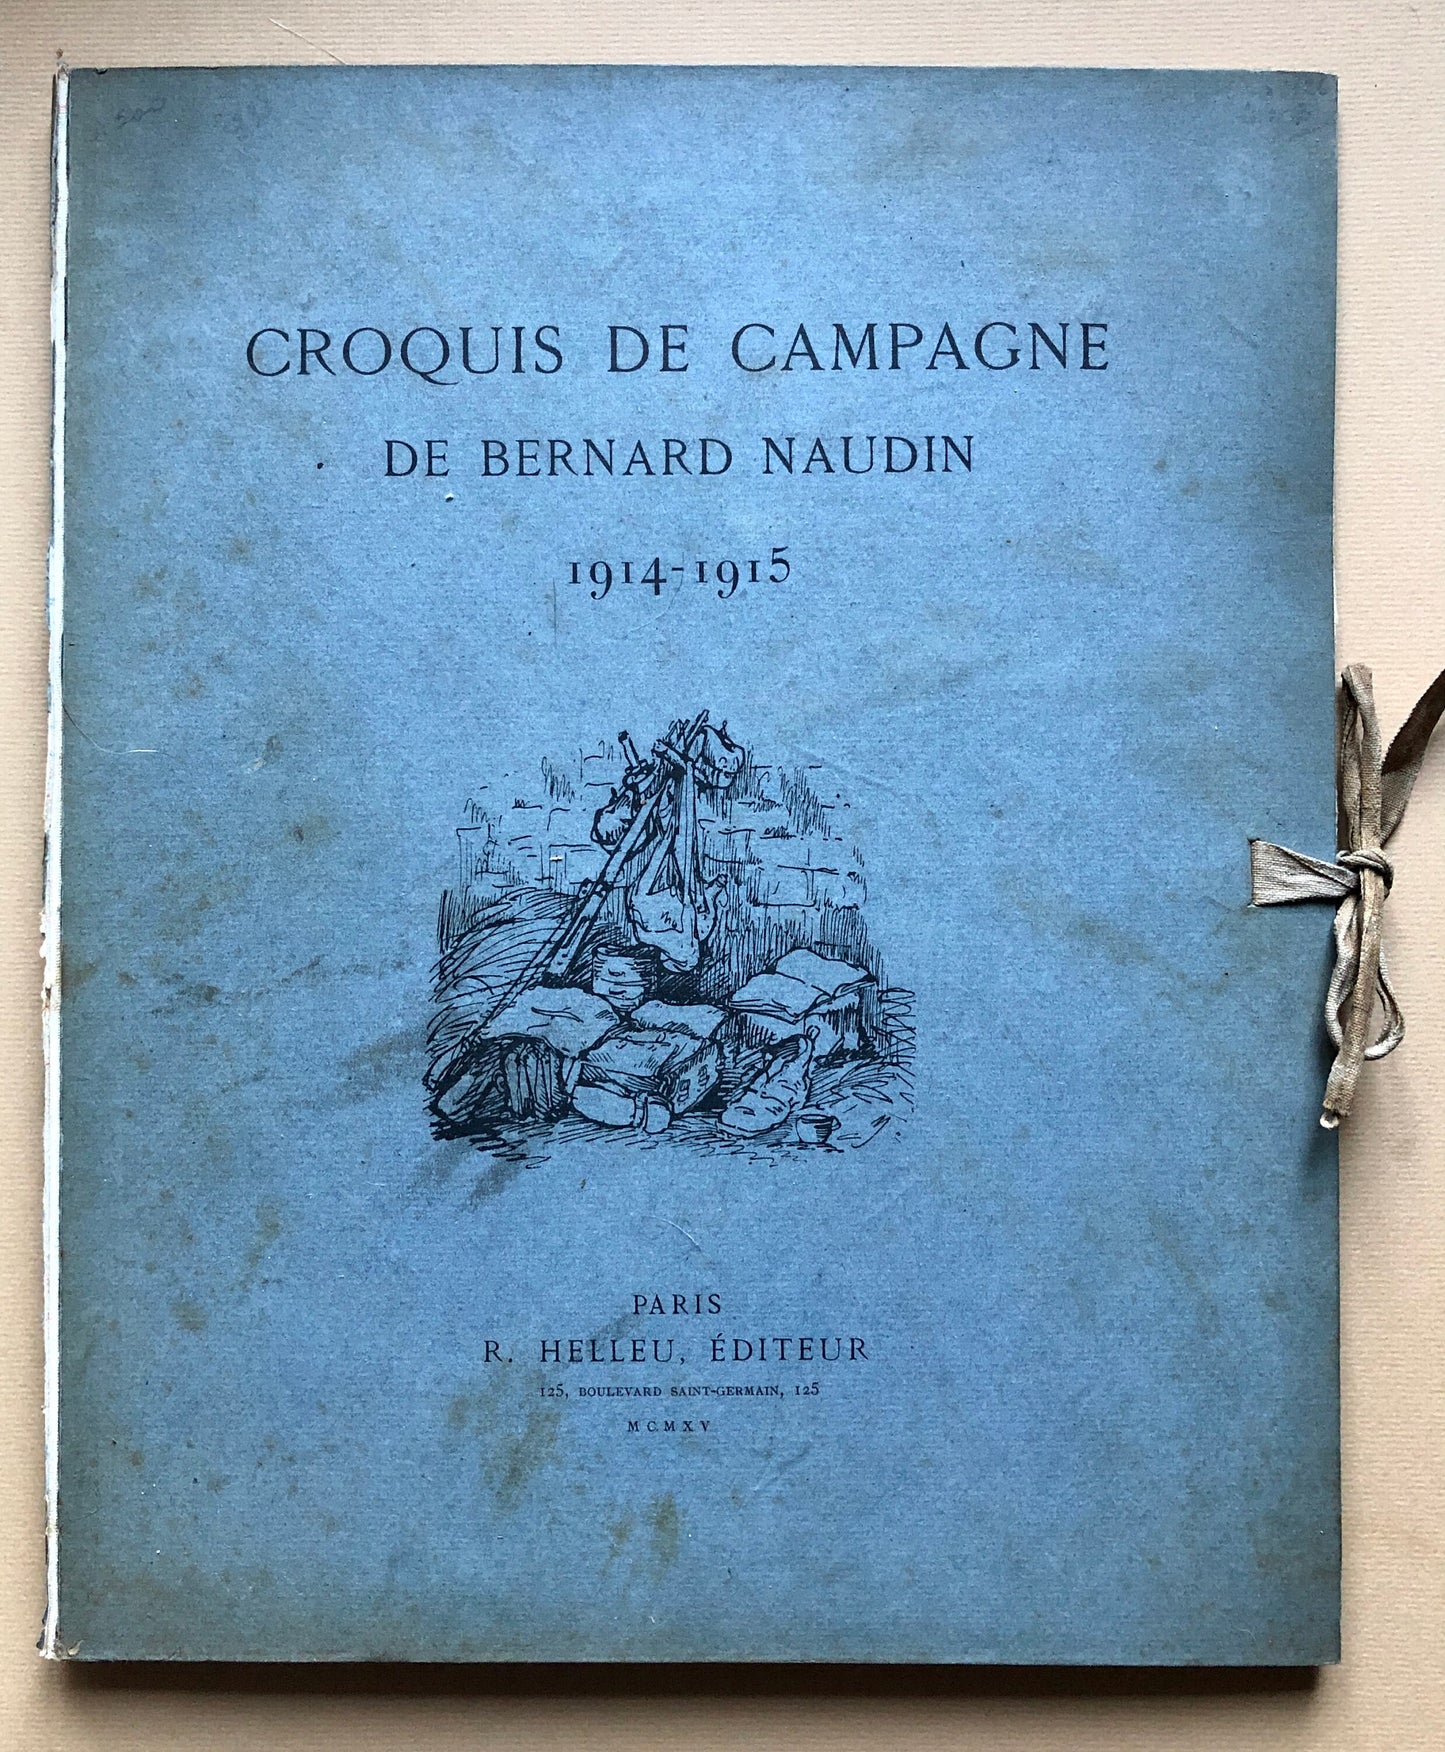 CROQUIS DE CAMPAGNE
DE BERNARD NAUDIN
1914-1915
PARIS
R. HELLEU, ÉDITEUR
125, BOULEVARD SAINT-GERMAIN, 125
MCMXV